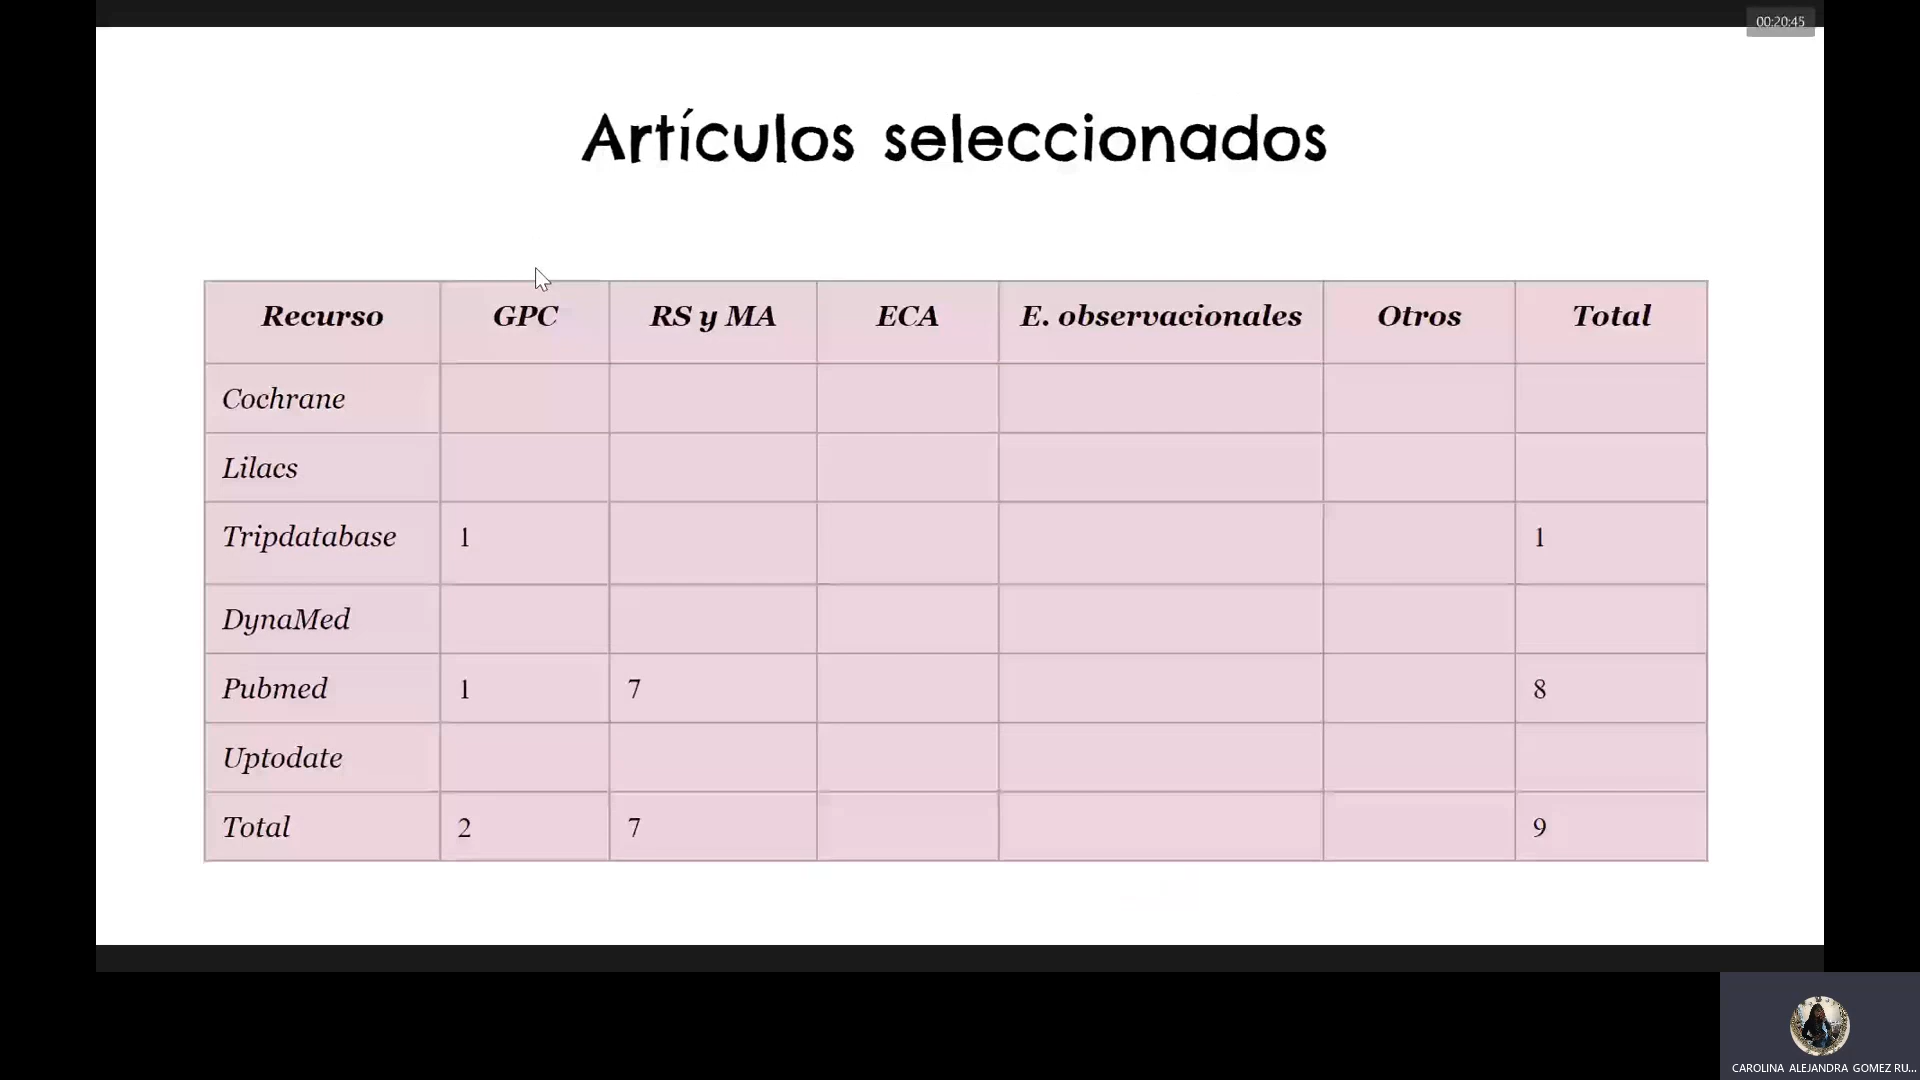 00:20:45
Artículos seleccionados
Recurso GPC RS y MA ECA E. observacionales Otros Total
Cochrane
Lilacs
Tripdatabase 1 1
DynaMed
Pubmed 1 7 8
Uptodate
Total 2 7 9
CAROLINA ALEJANDRA GOMEZ RU...